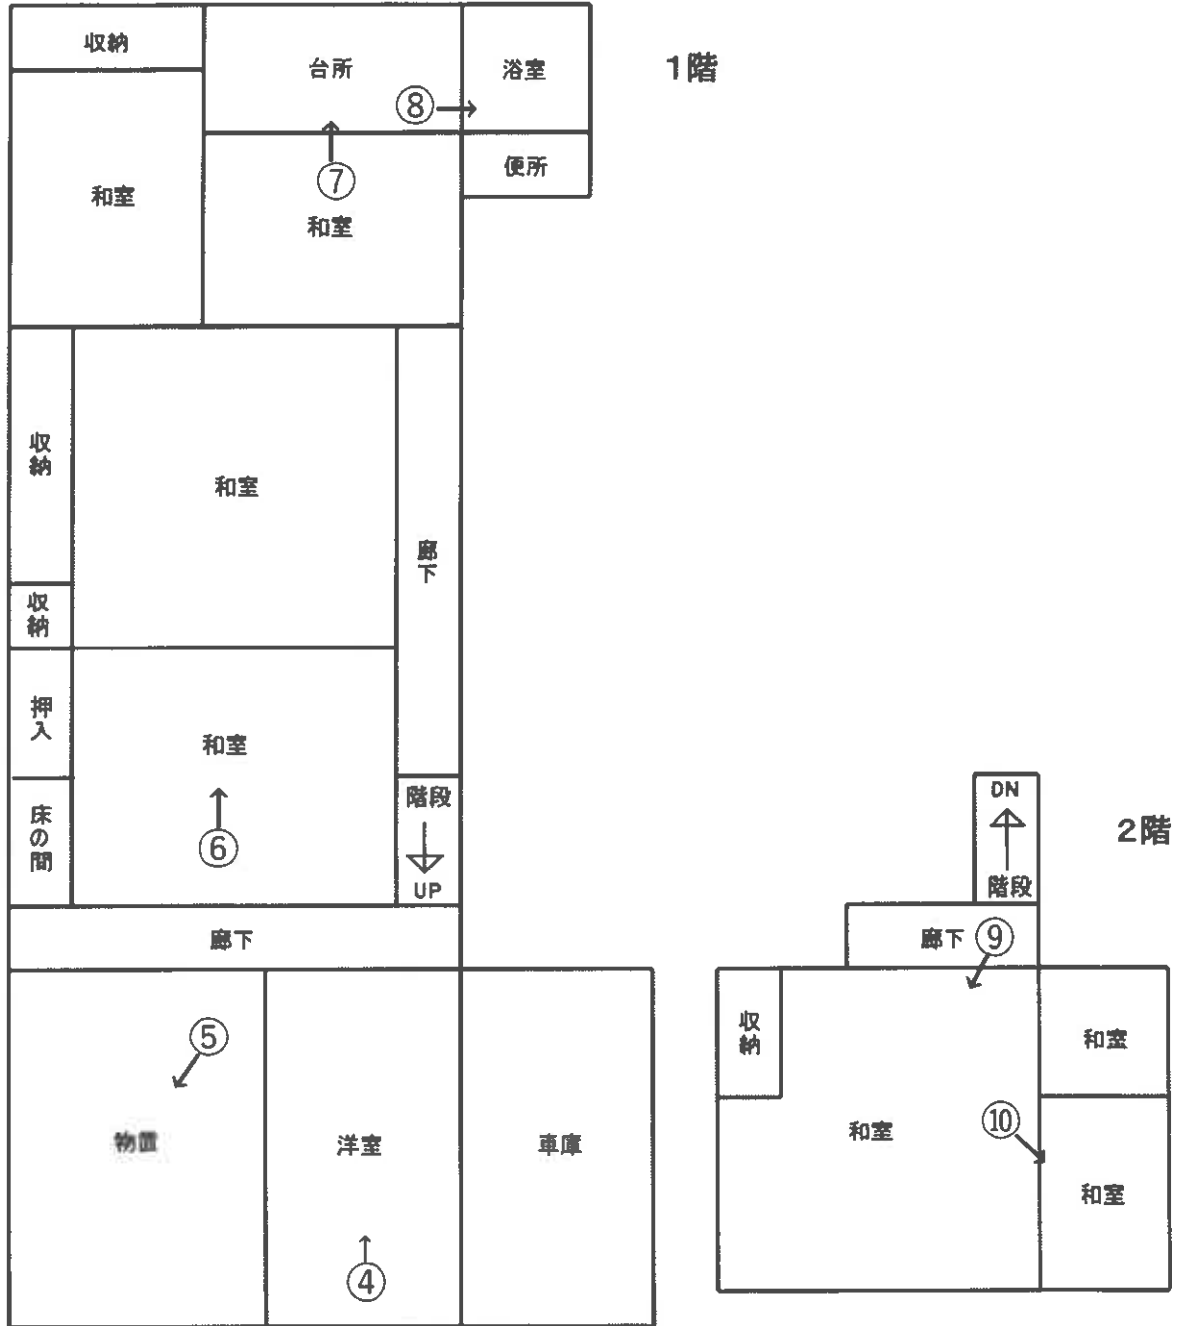 1階
収納
台所
浴室
⑧
便所
⑦
和室
和室
収納
和室
廊下
収納
押入
和室
階段
床の間
⑥
UP
廊下
⑤
物置
洋室
車庫
④
2階
DN
階段
廊下
⑨
収納
和室
和室
⑩
和室